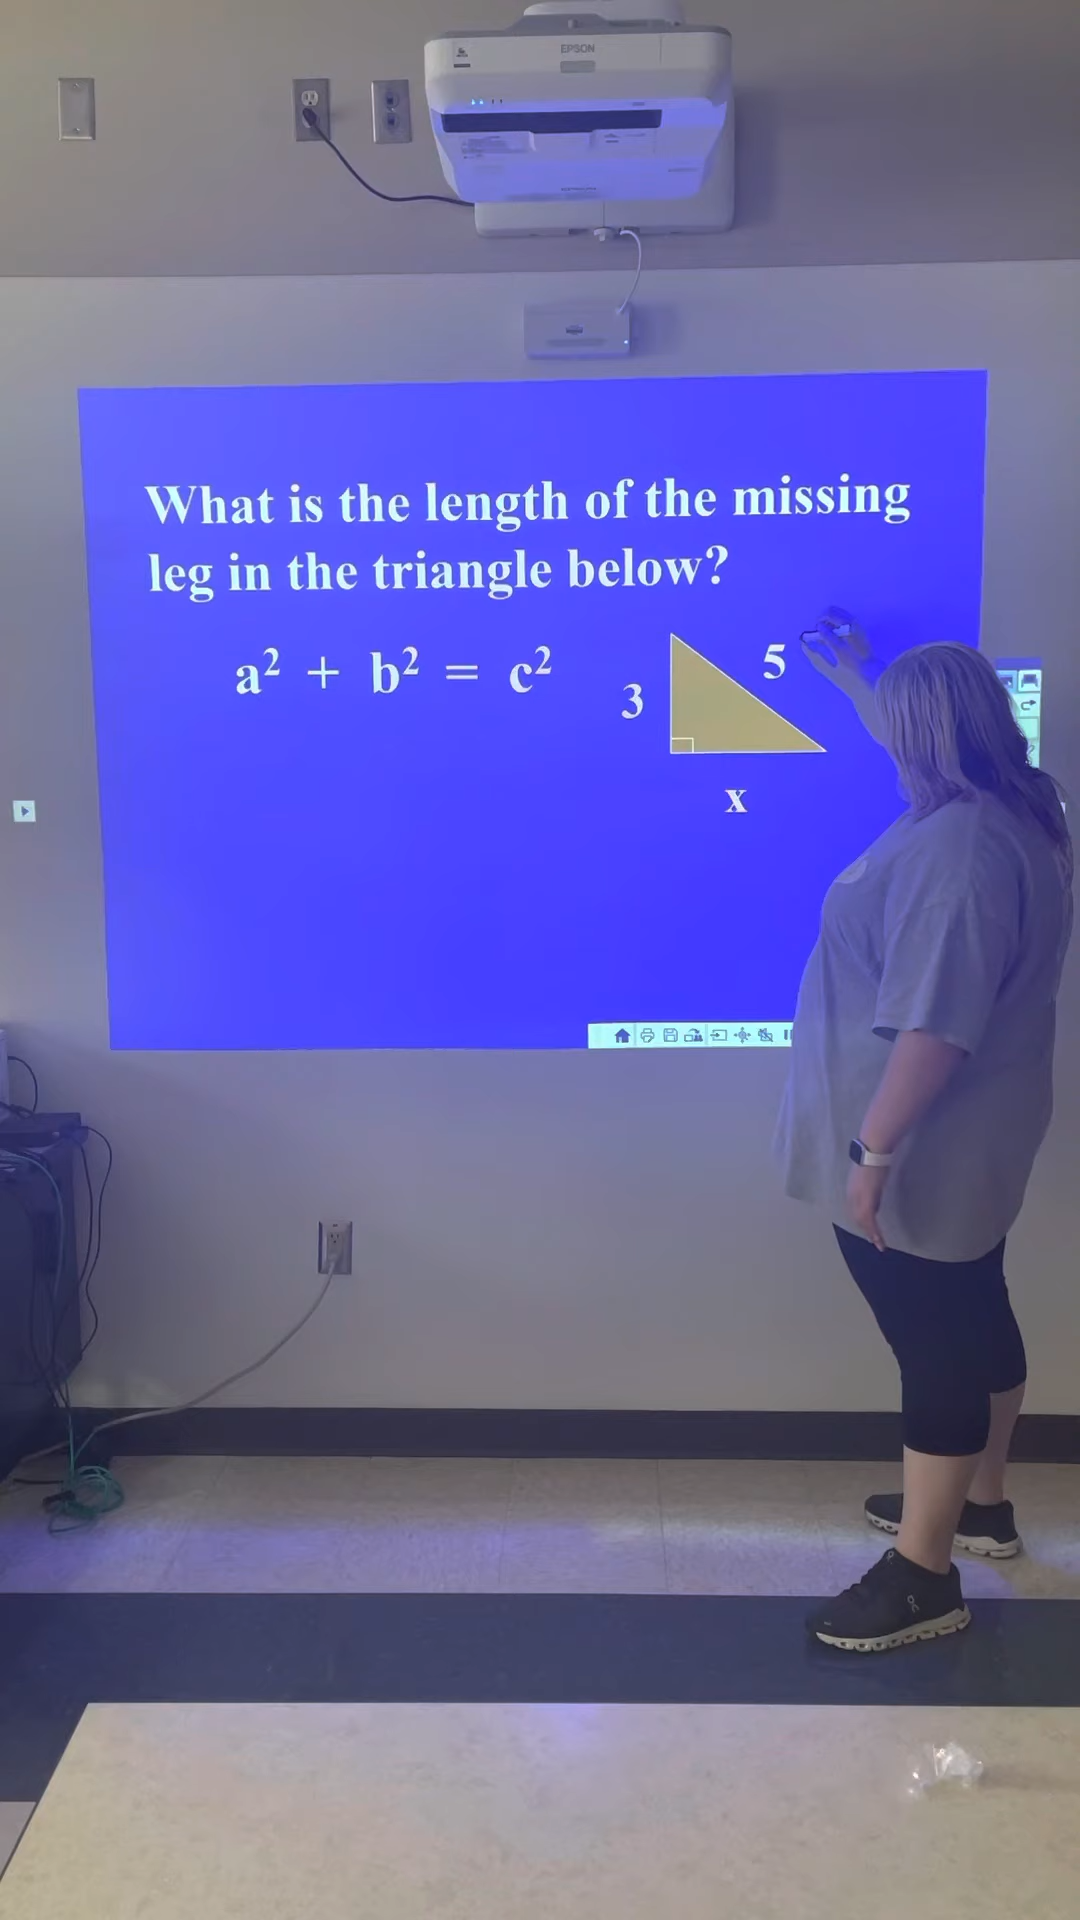 EPSON
What is the length of the missing
leg in the triangle below?
a² + b² = c²
5
3
x